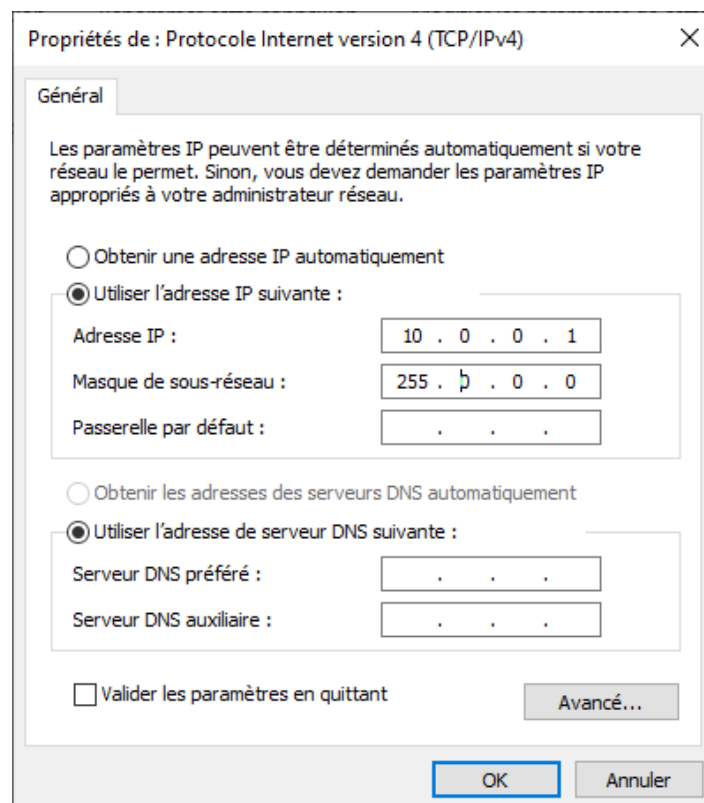 Propriétés de : Protocole Internet version 4 (TCP/IPv4)
Général
Les paramètres IP peuvent être déterminés automatiquement si votre
réseau le permet. Sinon, vous devez demander les paramètres IP
appropriés à votre administrateur réseau.
Obtenir une adresse IP automatiquement
Utiliser l'adresse IP suivante :
Adresse IP : 10 . 0 . 0 . 1
Masque de sous-réseau : 255 . 0 . 0 . 0
Passerelle par défaut : . . .
Obtenir les adresses des serveurs DNS automatiquement
Utiliser l'adresse de serveur DNS suivante :
Serveur DNS préféré : . . .
Serveur DNS auxiliaire : . . .
Valider les paramètres en quittant
Avancé...
OK Annuler